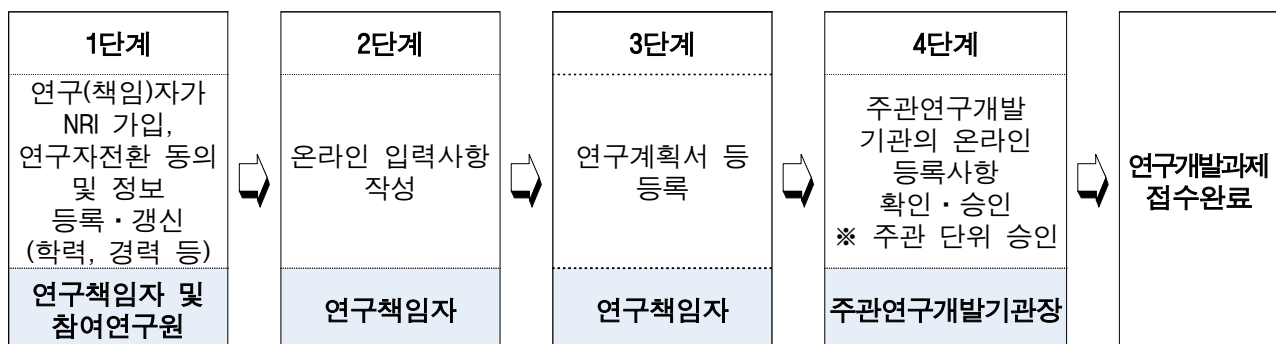 1단계
연구(책임)자가
NRI 가입,
연구자전환 동의
및 정보
등록・갱신
(학력, 경력 등)
연구책임자 및
참여연구원
2단계
온라인 입력사항
작성
연구책임자
3단계
연구계획서 등
등록
연구책임자
4단계
주관연구개발
기관의 온라인
등록사항
확인・승인
※ 주관 단위 승인
주관연구개발기관장
연구개발과제
접수완료